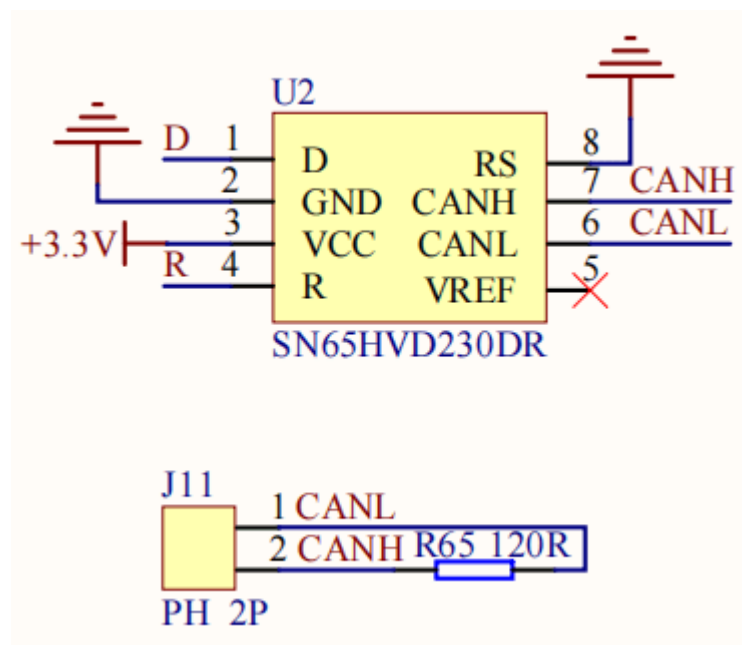 U2
D 1 D RS 8
2 GND CANH 7 CANH
+3.3V 3 VCC CANL 6 CANL
R 4 R VREF 5
SN65HVD230DR
J11
1 CANL
2 CANH R65 120R
PH 2P